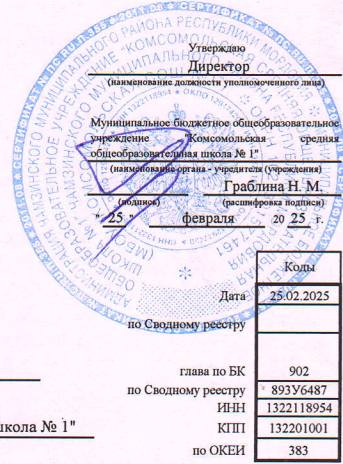 Утверждаю
Директор
(наименование должности уполномоченного лица)
Муниципальное бюджетное общеобразовательное
учреждение "Комсомольская средняя
общеобразовательная школа № 1"
(наименование органа - учредителя (учреждения)
Граблина Н. М.
(подпись) (расшифровка подписи)
" 25 " февраля 20 25 г.
Коды
Дата 25.02.2025
по Сводному реестру
глава по БК 902
по Сводному реестру 893У6487
ИНН 1322118954
кола № 1" КПП 132201001
по ОКЕИ 383